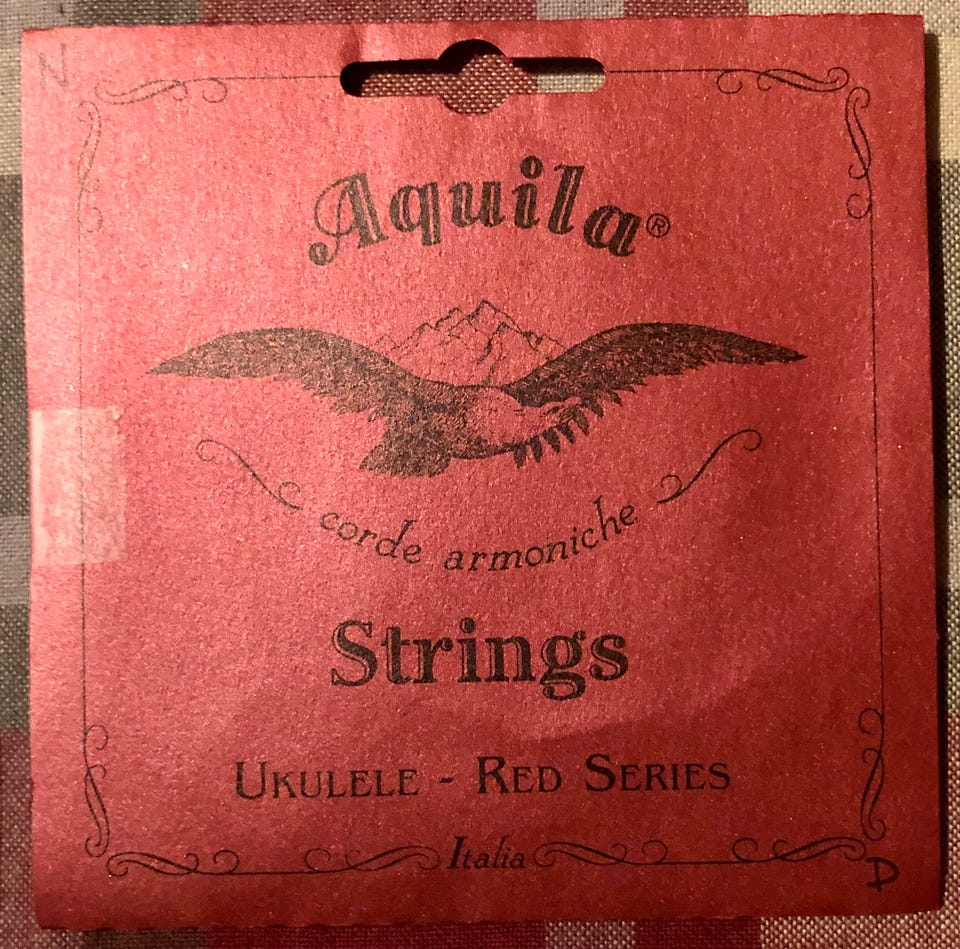 N
Aquila®
corde armoniche
Strings
UKULELE - RED SERIES
Italia
D